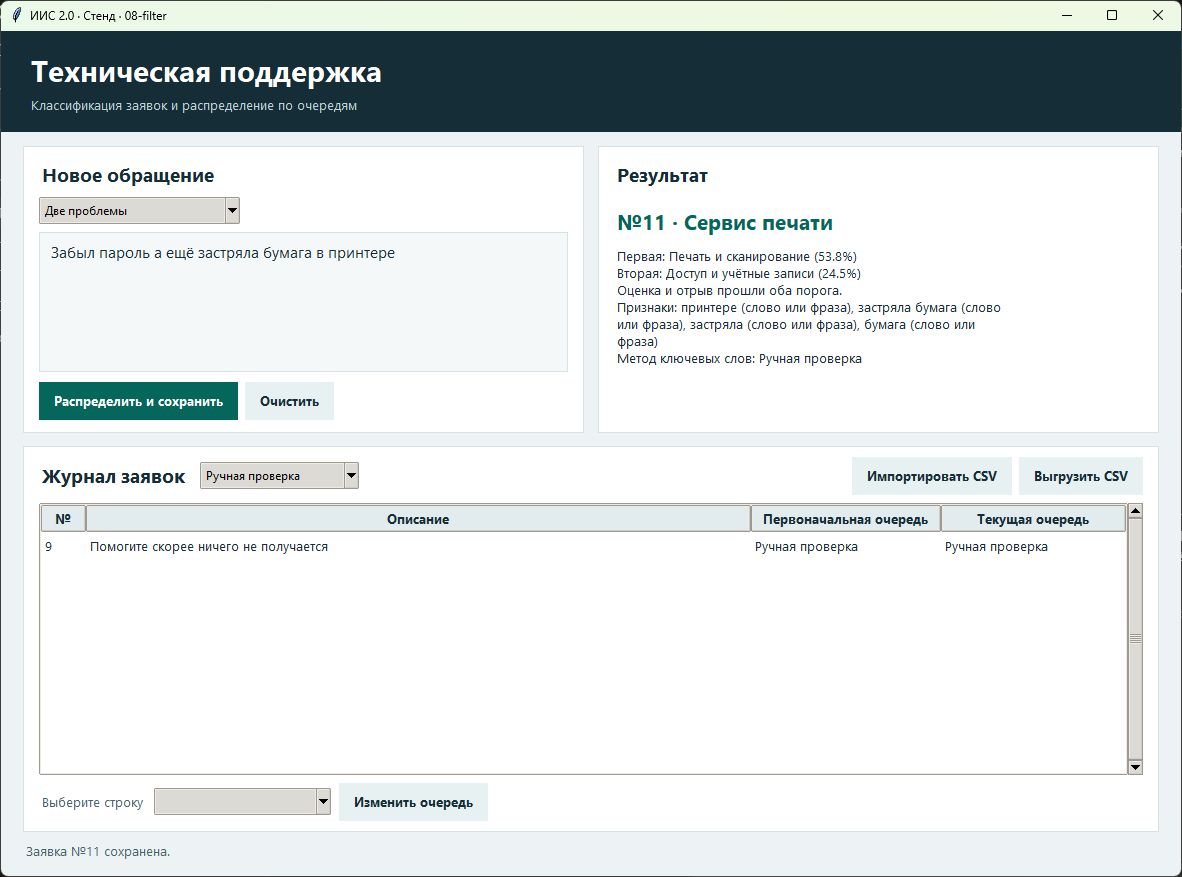 ИИС 2.0 · Стенд · 08-filter
Техническая поддержка
Классификация заявок и распределение по очередям
Новое обращение
Две проблемы
Забыл пароль а ещё застряла бумага в принтере
Распределить и сохранить
Очистить
Результат
№11 · Сервис печати
Первая: Печать и сканирование (53.8%)
Вторая: Доступ и учётные записи (24.5%)
Оценка и отрыв прошли оба порога.
Признаки: принтере (слово или фраза), застряла бумага (слово
или фраза), застряла (слово или фраза), бумага (слово или
фраза)
Метод ключевых слов: Ручная проверка
Журнал заявок
Ручная проверка
Импортировать CSV
Выгрузить CSV
№ Описание Первоначальная очередь Текущая очередь
9 Помогите скорее ничего не получается Ручная проверка Ручная проверка
Выберите строку
Изменить очередь
Заявка №11 сохранена.